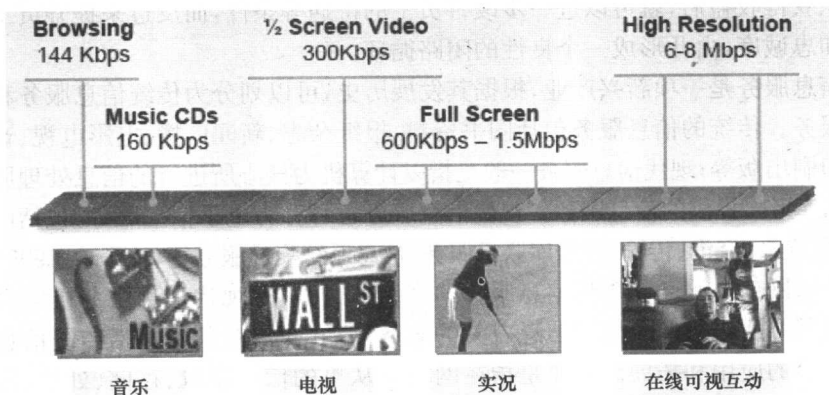 Browsing
144 Kbps
½ Screen Video
300Kbps
High Resolution
6-8 Mbps
Music CDs
160 Kbps
Full Screen
600Kbps – 1.5Mbps
Music
WALL ST
音乐
电视
实况
在线可视互动